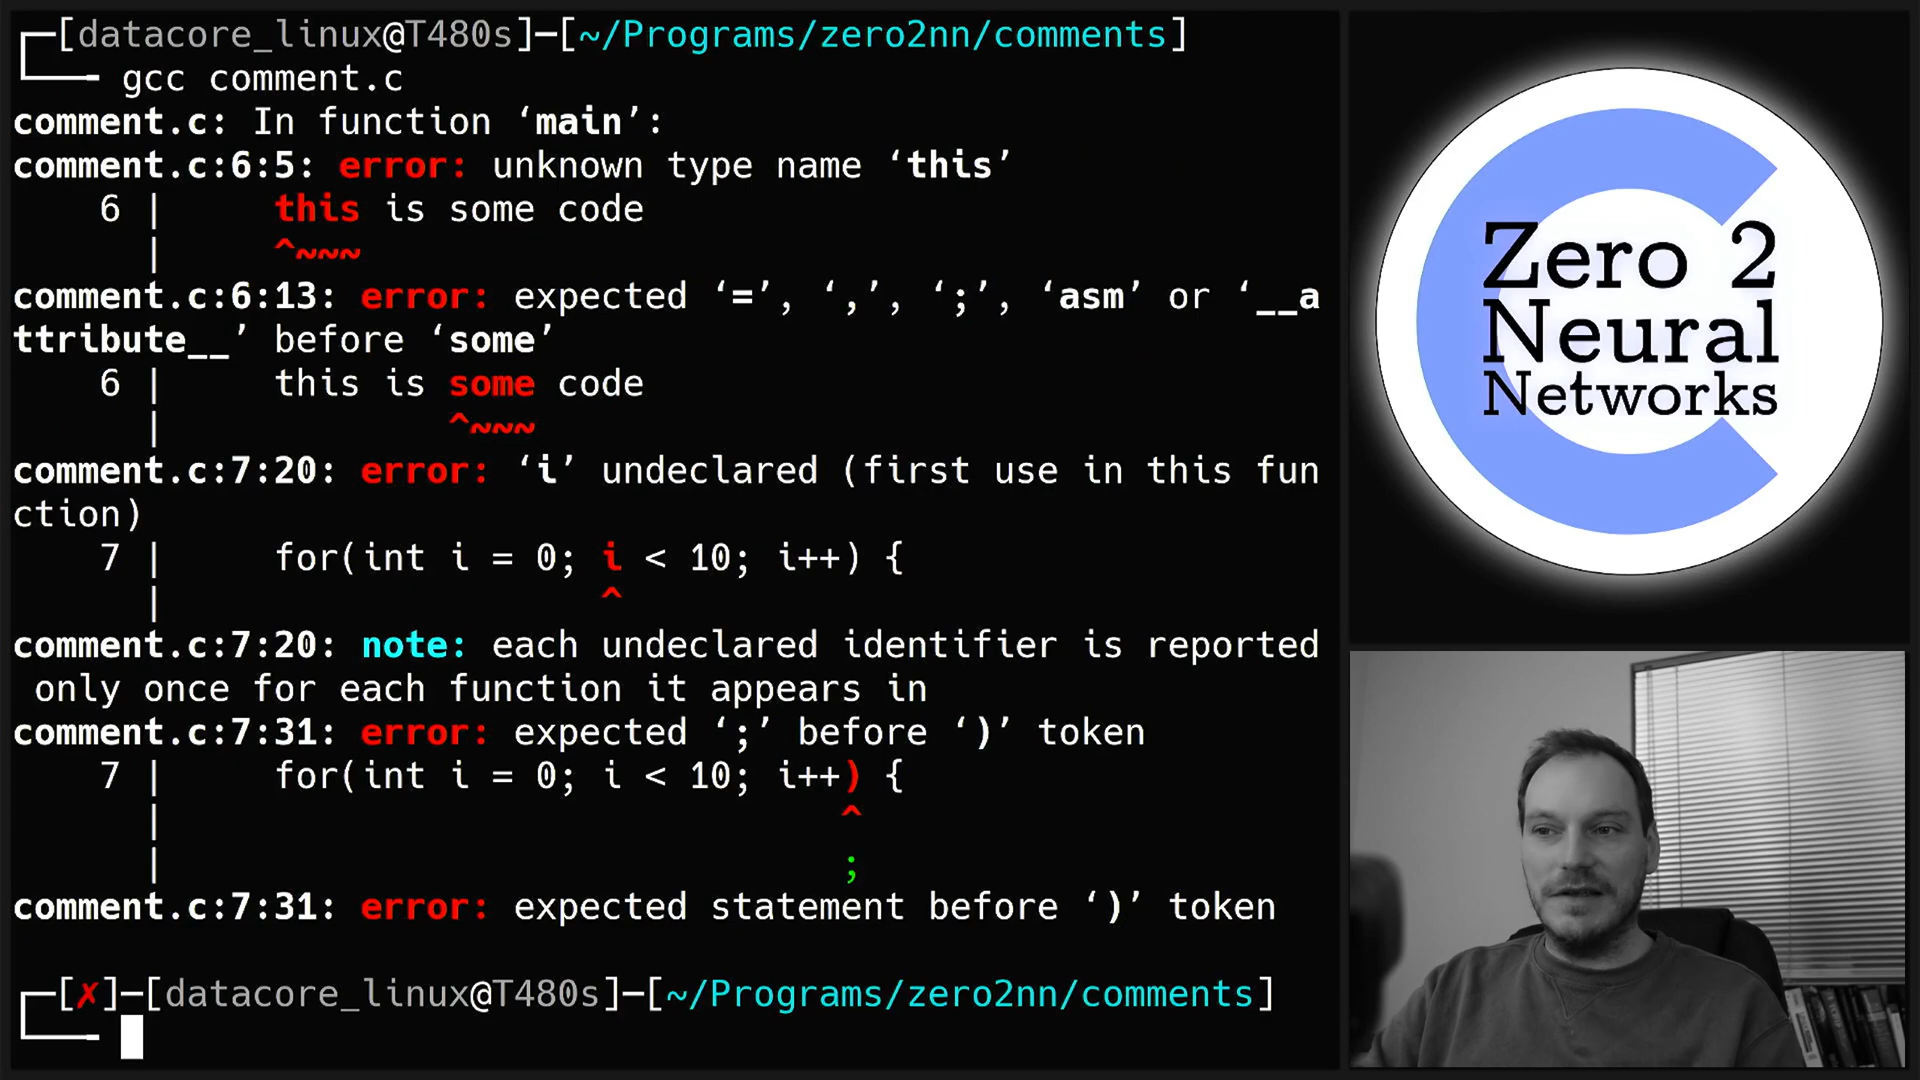 ┌─[datacore_linux@T480s]─[~/Programs/zero2nn/comments]
└──╼ gcc comment.c
comment.c: In function ‘main’:
comment.c:6:5: error: unknown type name ‘this’
6 | this is some code
| ^~~~
comment.c:6:13: error: expected ‘=’, ‘,’, ‘;’, ‘asm’ or ‘__a
ttribute__’ before ‘some’
6 | this is some code
| ^~~~
comment.c:7:20: error: ‘i’ undeclared (first use in this fun
ction)
7 | for(int i = 0; i < 10; i++) {
| ^
comment.c:7:20: note: each undeclared identifier is reported
only once for each function it appears in
comment.c:7:31: error: expected ‘;’ before ‘)’ token
7 | for(int i = 0; i < 10; i++) {
| ^
| ;
comment.c:7:31: error: expected statement before ‘)’ token
┌─[✗]─[datacore_linux@T480s]─[~/Programs/zero2nn/comments]
└──╼
Zero 2
Neural
Networks